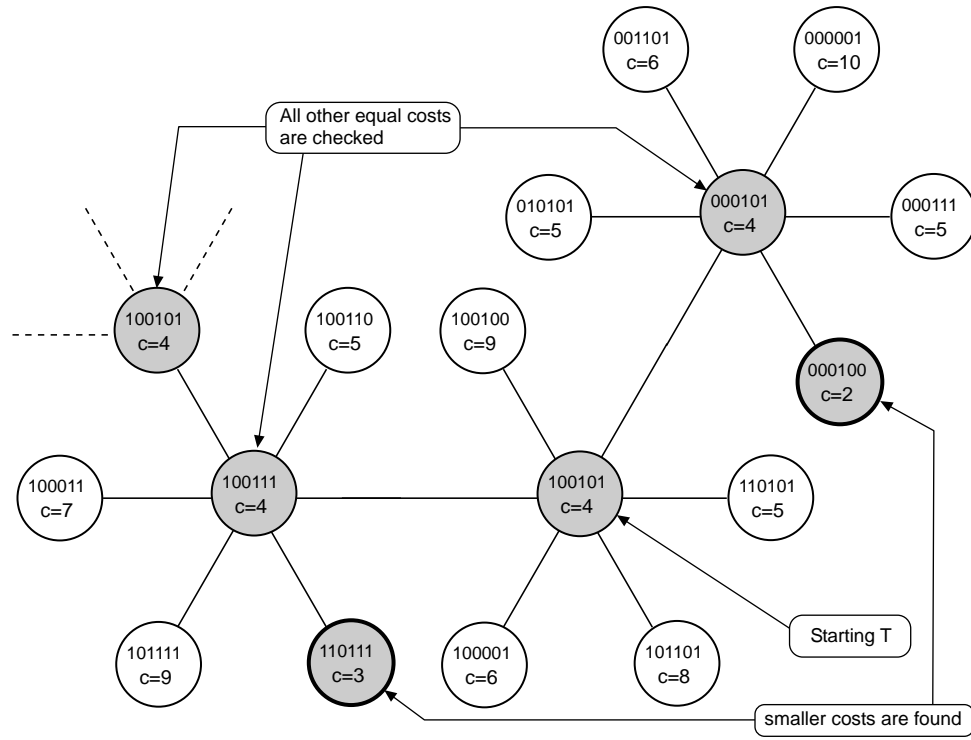 001101
c=6
000001
c=10
All other equal costs
are checked
010101
c=5
000101
c=4
000111
c=5
100101
c=4
100110
c=5
100100
c=9
000100
c=2
100011
c=7
100111
c=4
100101
c=4
110101
c=5
101111
c=9
110111
c=3
100001
c=6
101101
c=8
Starting T
smaller costs are found